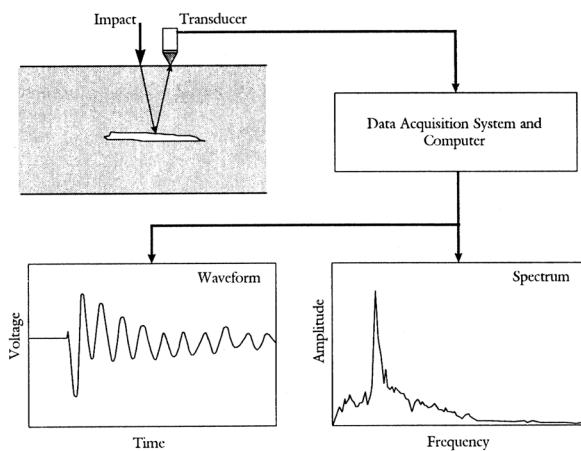 Impact
Transducer
Data Acquisition System and
Computer
Waveform
Voltage
Time
Spectrum
Amplitude
Frequency